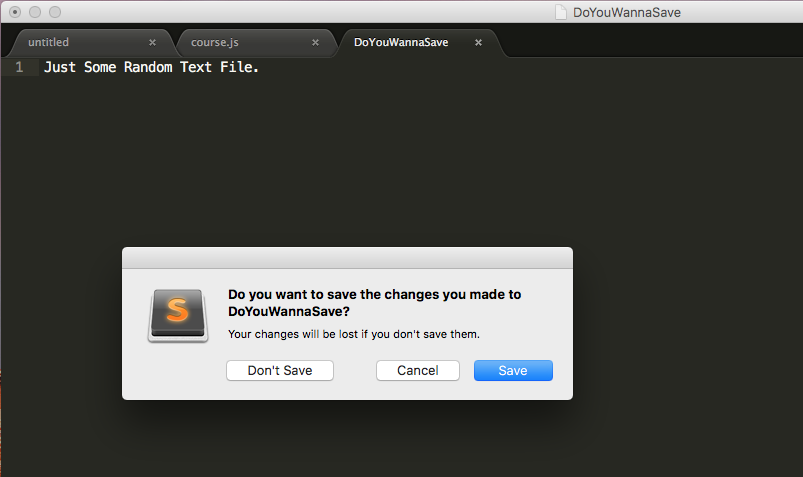 DoYouWannaSave
untitled × course.js × DoYouWannaSave ×
1 Just Some Random Text File.
S
Do you want to save the changes you made to
DoYouWannaSave?
Your changes will be lost if you don't save them.
Don't Save Cancel Save